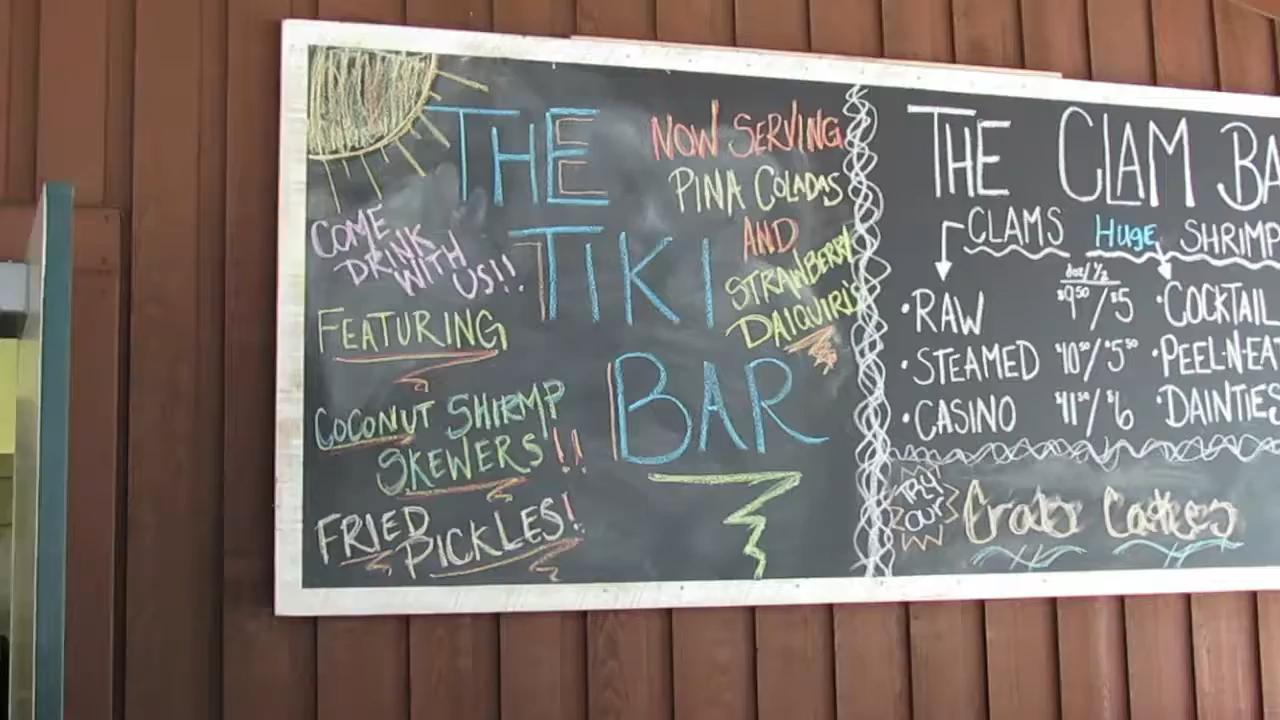 THE
TIKI
BAR
COME
DRINK
WITH
US!!
FEATURING
COCONUT SHIRMP
SKEWERS!!
FRIED
PICKLES!
NOW SERVING
PINA COLADAS
AND
STRAWBERRY
DAIQUIRI'S
THE CLAM BA
CLAMS HUGE SHRIMP
doz/ 1/2
• RAW $9.50/$5 • COCKTAIL
• STEAMED $10.50/$5.50 • PEEL-N-EAT
• CASINO $11.50/$6 • DAINTIES
TRY
OUR
Crab Cakes